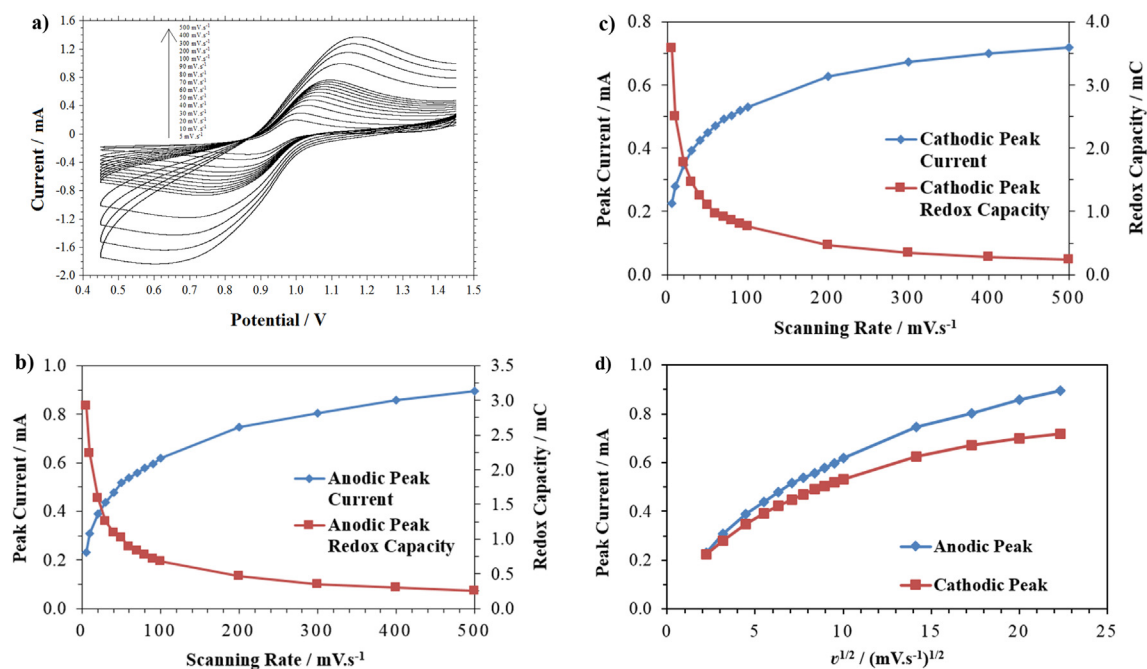 a)
1.6
1.2
0.8
0.4
0
-0.4
-0.8
-1.2
-1.6
-2.0
Current / mA
500 mV.s-1
400 mV.s-1
300 mV.s-1
200 mV.s-1
100 mV.s-1
90 mV.s-1
80 mV.s-1
70 mV.s-1
60 mV.s-1
50 mV.s-1
40 mV.s-1
30 mV.s-1
20 mV.s-1
10 mV.s-1
5 mV.s-1
0.4 0.5 0.6 0.7 0.8 0.9 1.0 1.1 1.2 1.3 1.4 1.5
Potential / V
c)
0.8
0.6
0.4
0.2
0.0
Peak Current / mA
4.0
3.0
2.0
1.0
0.0
Redox Capacity / mC
Cathodic Peak
Current
Cathodic Peak
Redox Capacity
0 100 200 300 400 500
Scanning Rate / mV.s-1
b)
1.0
0.8
0.6
0.4
0.2
0.0
Peak Current / mA
3.5
3.0
2.5
2.0
1.5
1.0
0.5
0.0
Redox Capacity / mC
Anodic Peak
Current
Anodic Peak
Redox Capacity
0 100 200 300 400 500
Scanning Rate / mV.s-1
d)
1.0
0.8
0.6
0.4
0.2
0.0
Peak Current / mA
Anodic Peak
Cathodic Peak
0 5 10 15 20 25
υ1/2 / (mV.s-1)1/2